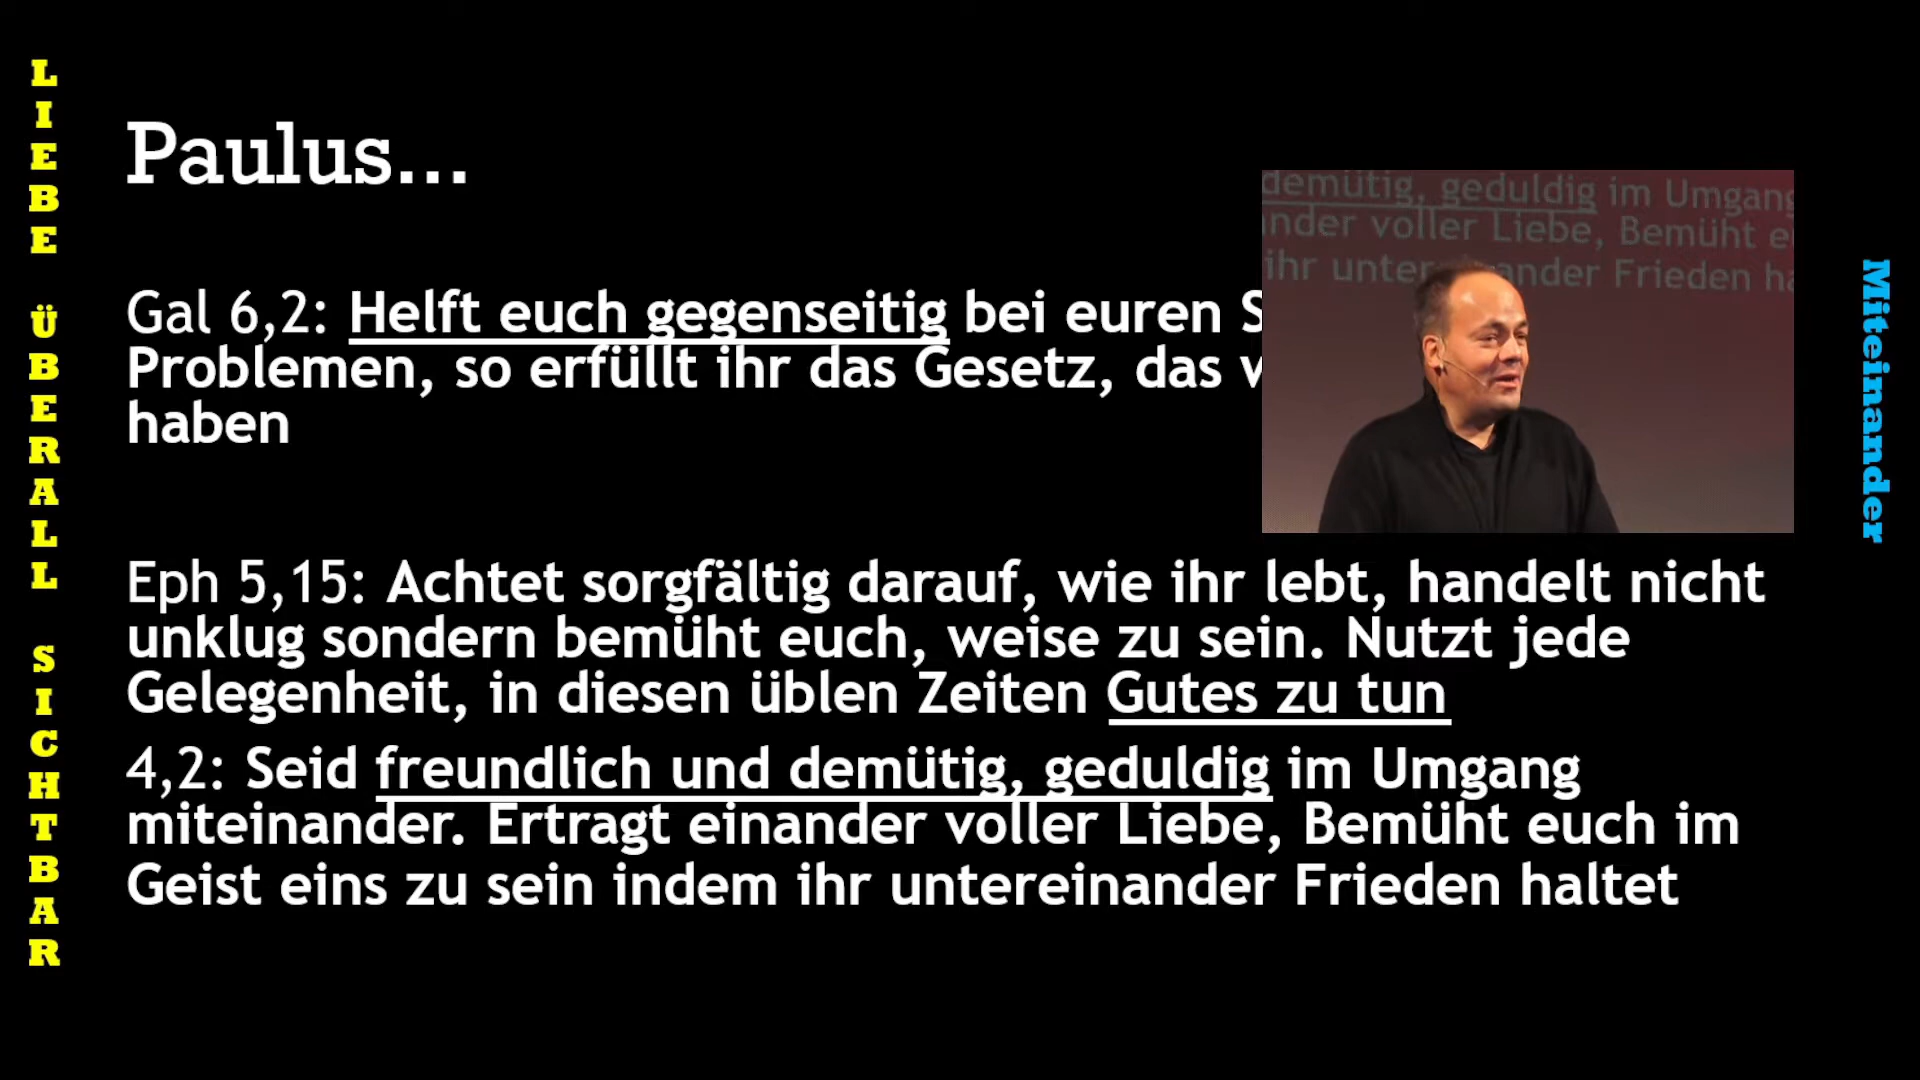 LIEBE ÜBERALL SICHTBAR
Paulus...
Gal 6,2: Helft euch gegenseitig bei euren
Problemen, so erfüllt ihr das Gesetz, das
haben
Eph 5,15: Achtet sorgfältig darauf, wie ihr lebt, handelt nicht
unklug sondern bemüht euch, weise zu sein. Nutzt jede
Gelegenheit, in diesen üblen Zeiten Gutes zu tun
4,2: Seid freundlich und demütig, geduldig im Umgang
miteinander. Ertragt einander voller Liebe, Bemüht euch im
Geist eins zu sein indem ihr untereinander Frieden haltet
demütig, geduldig im Umgang
voller Liebe, Bemüht
ihr Frieden
Miteinander